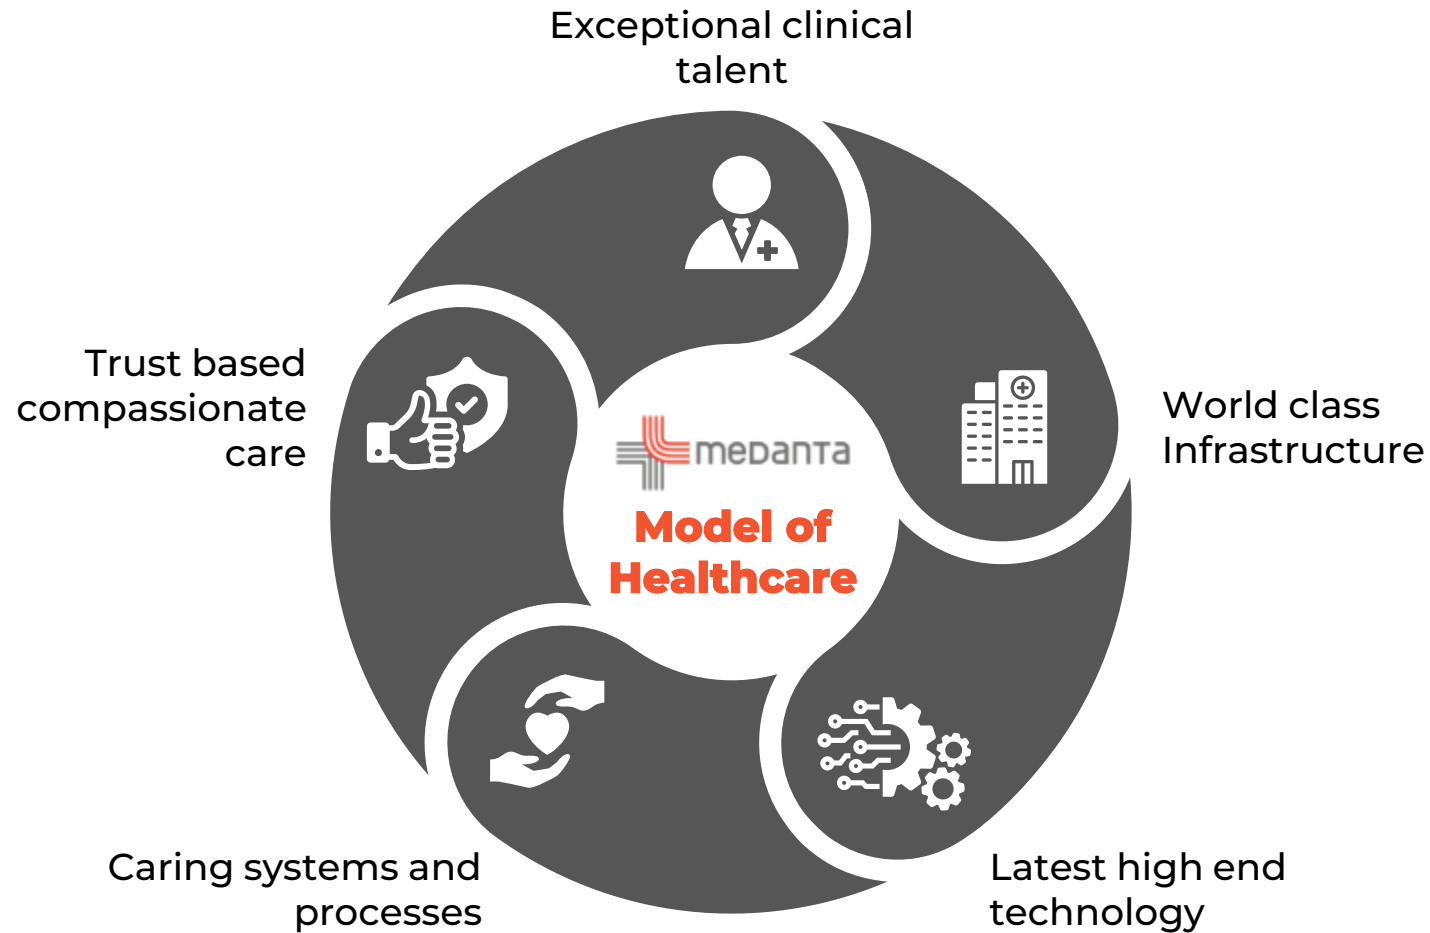 Exceptional clinical
talent
Trust based
compassionate
care
World class
Infrastructure
meDanTa
Model of
Healthcare
Caring systems and
processes
Latest high end
technology